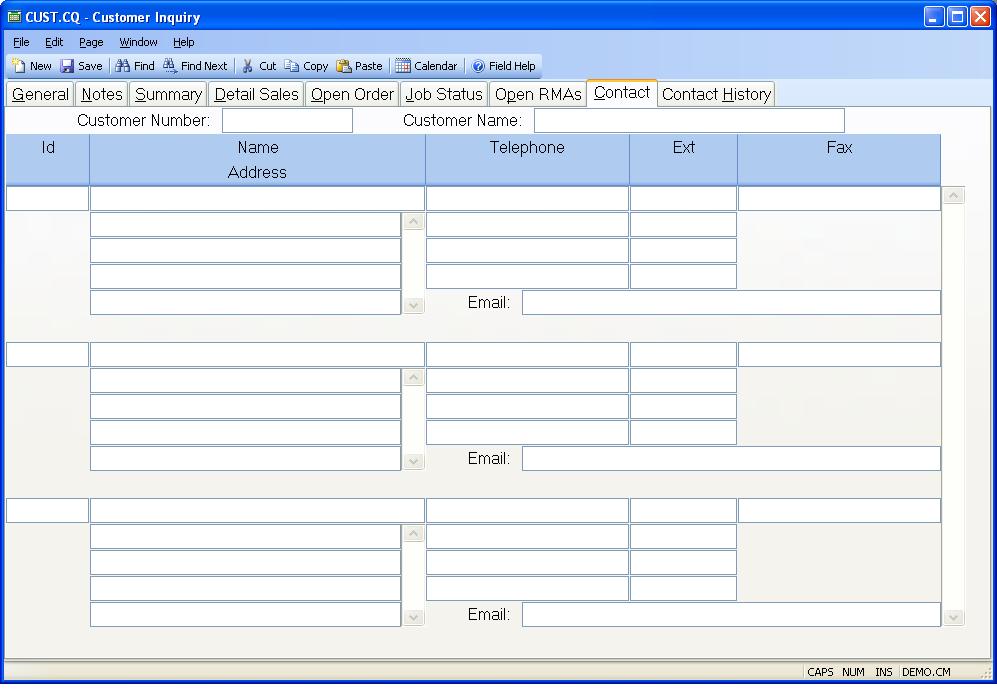 CUST.CQ - Customer Inquiry
File Edit Page Window Help
New Save Find Find Next Cut Copy Paste Calendar Field Help
General Notes Summary Detail Sales Open Order Job Status Open RMAs Contact Contact History
Customer Number: Customer Name:
Id Name Telephone Ext Fax
Address
Email:
Email:
Email:
CAPS NUM INS DEMO.CM